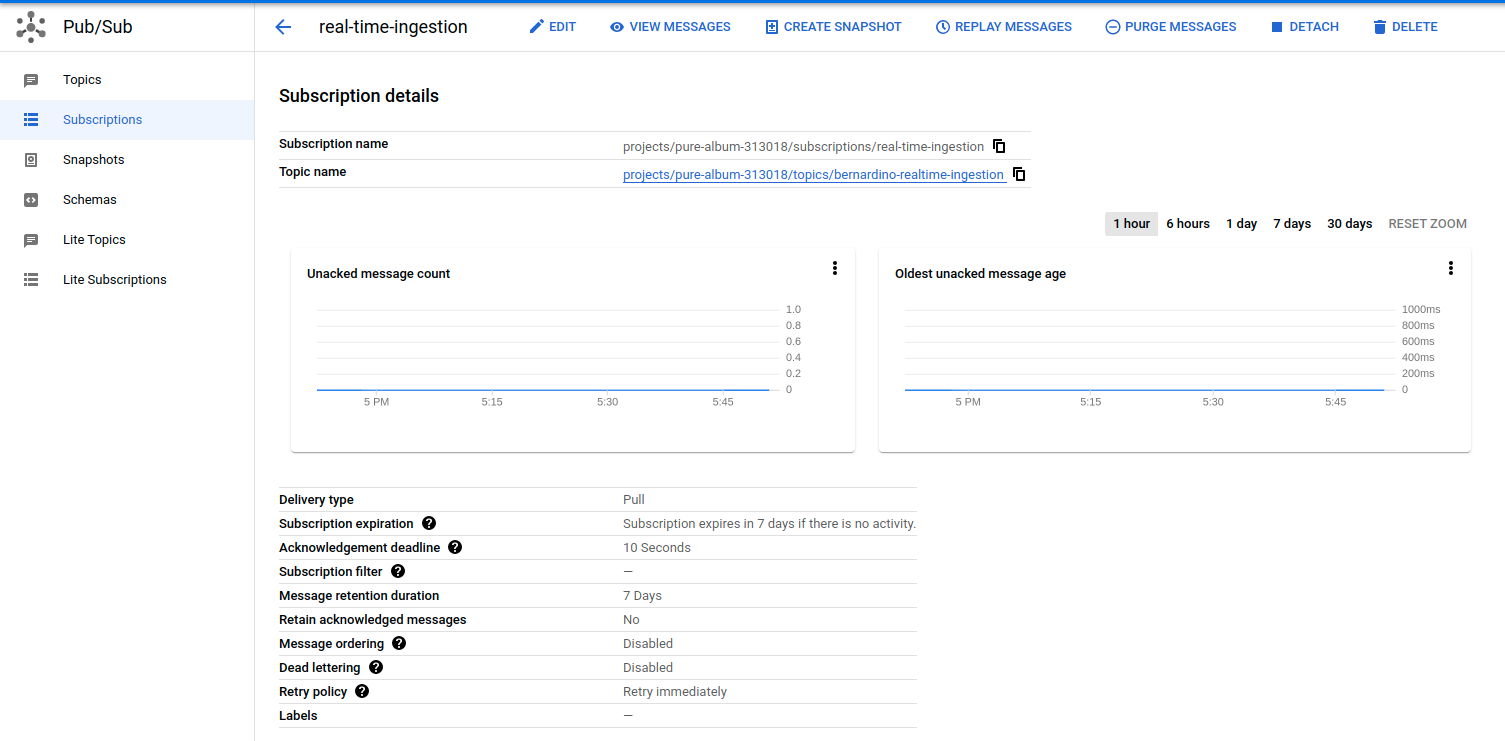 Pub/Sub
real-time-ingestion
EDIT
VIEW MESSAGES
CREATE SNAPSHOT
REPLAY MESSAGES
PURGE MESSAGES
DETACH
DELETE
Topics
Subscriptions
Snapshots
Schemas
Lite Topics
Lite Subscriptions
Subscription details
Subscription name projects/pure-album-313018/subscriptions/real-time-ingestion
Topic name projects/pure-album-313018/topics/bernardino-realtime-ingestion
1 hour 6 hours 1 day 7 days 30 days RESET ZOOM
Unacked message count
1.0
0.8
0.6
0.4
0.2
0
5 PM 5:15 5:30 5:45
Oldest unacked message age
1000ms
800ms
600ms
400ms
200ms
0
5 PM 5:15 5:30 5:45
Delivery type Pull
Subscription expiration ? Subscription expires in 7 days if there is no activity.
Acknowledgement deadline ? 10 Seconds
Subscription filter ? —
Message retention duration 7 Days
Retain acknowledged messages No
Message ordering ? Disabled
Dead lettering ? Disabled
Retry policy ? Retry immediately
Labels —